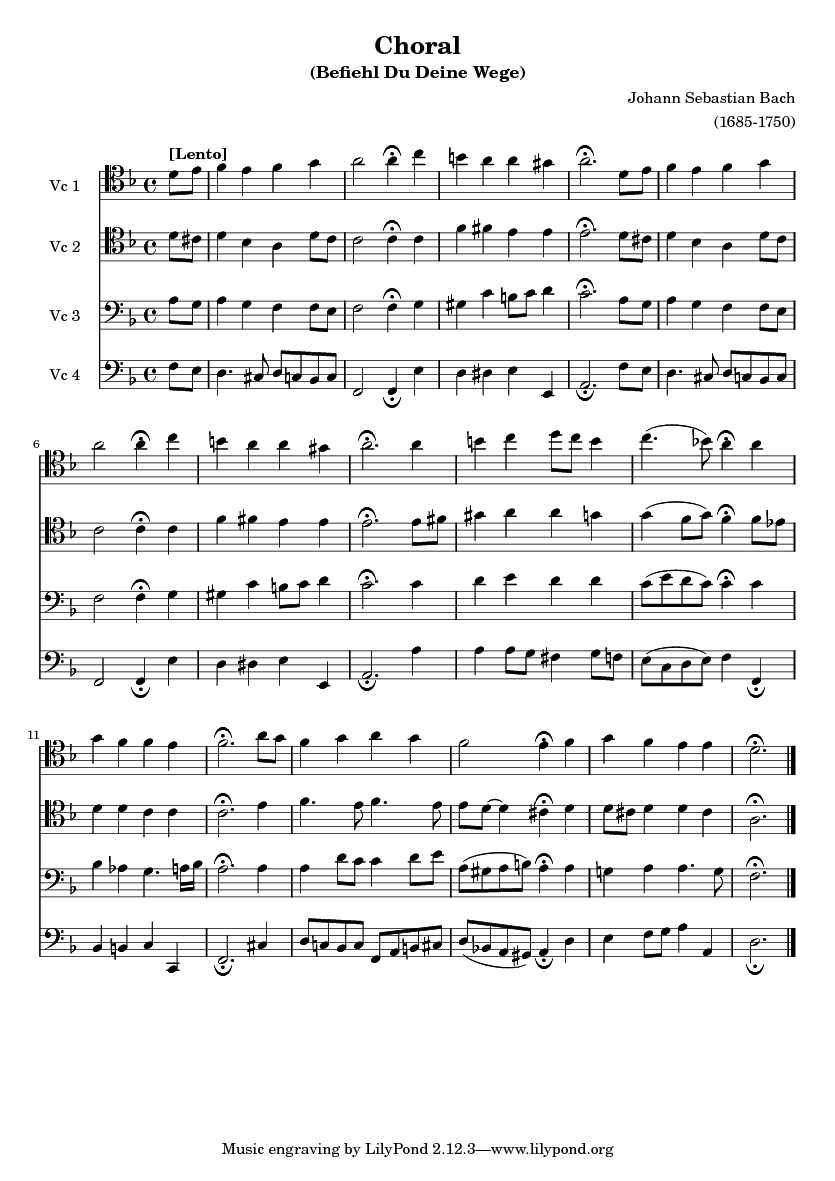 Choral
(Befiehl Du Deine Wege)
Johann Sebastian Bach
(1685-1750)
[Lento]
Vc 1
Vc 2
Vc 3
Vc 4
6
11
Music engraving by LilyPond 2.12.3—www.lilypond.org